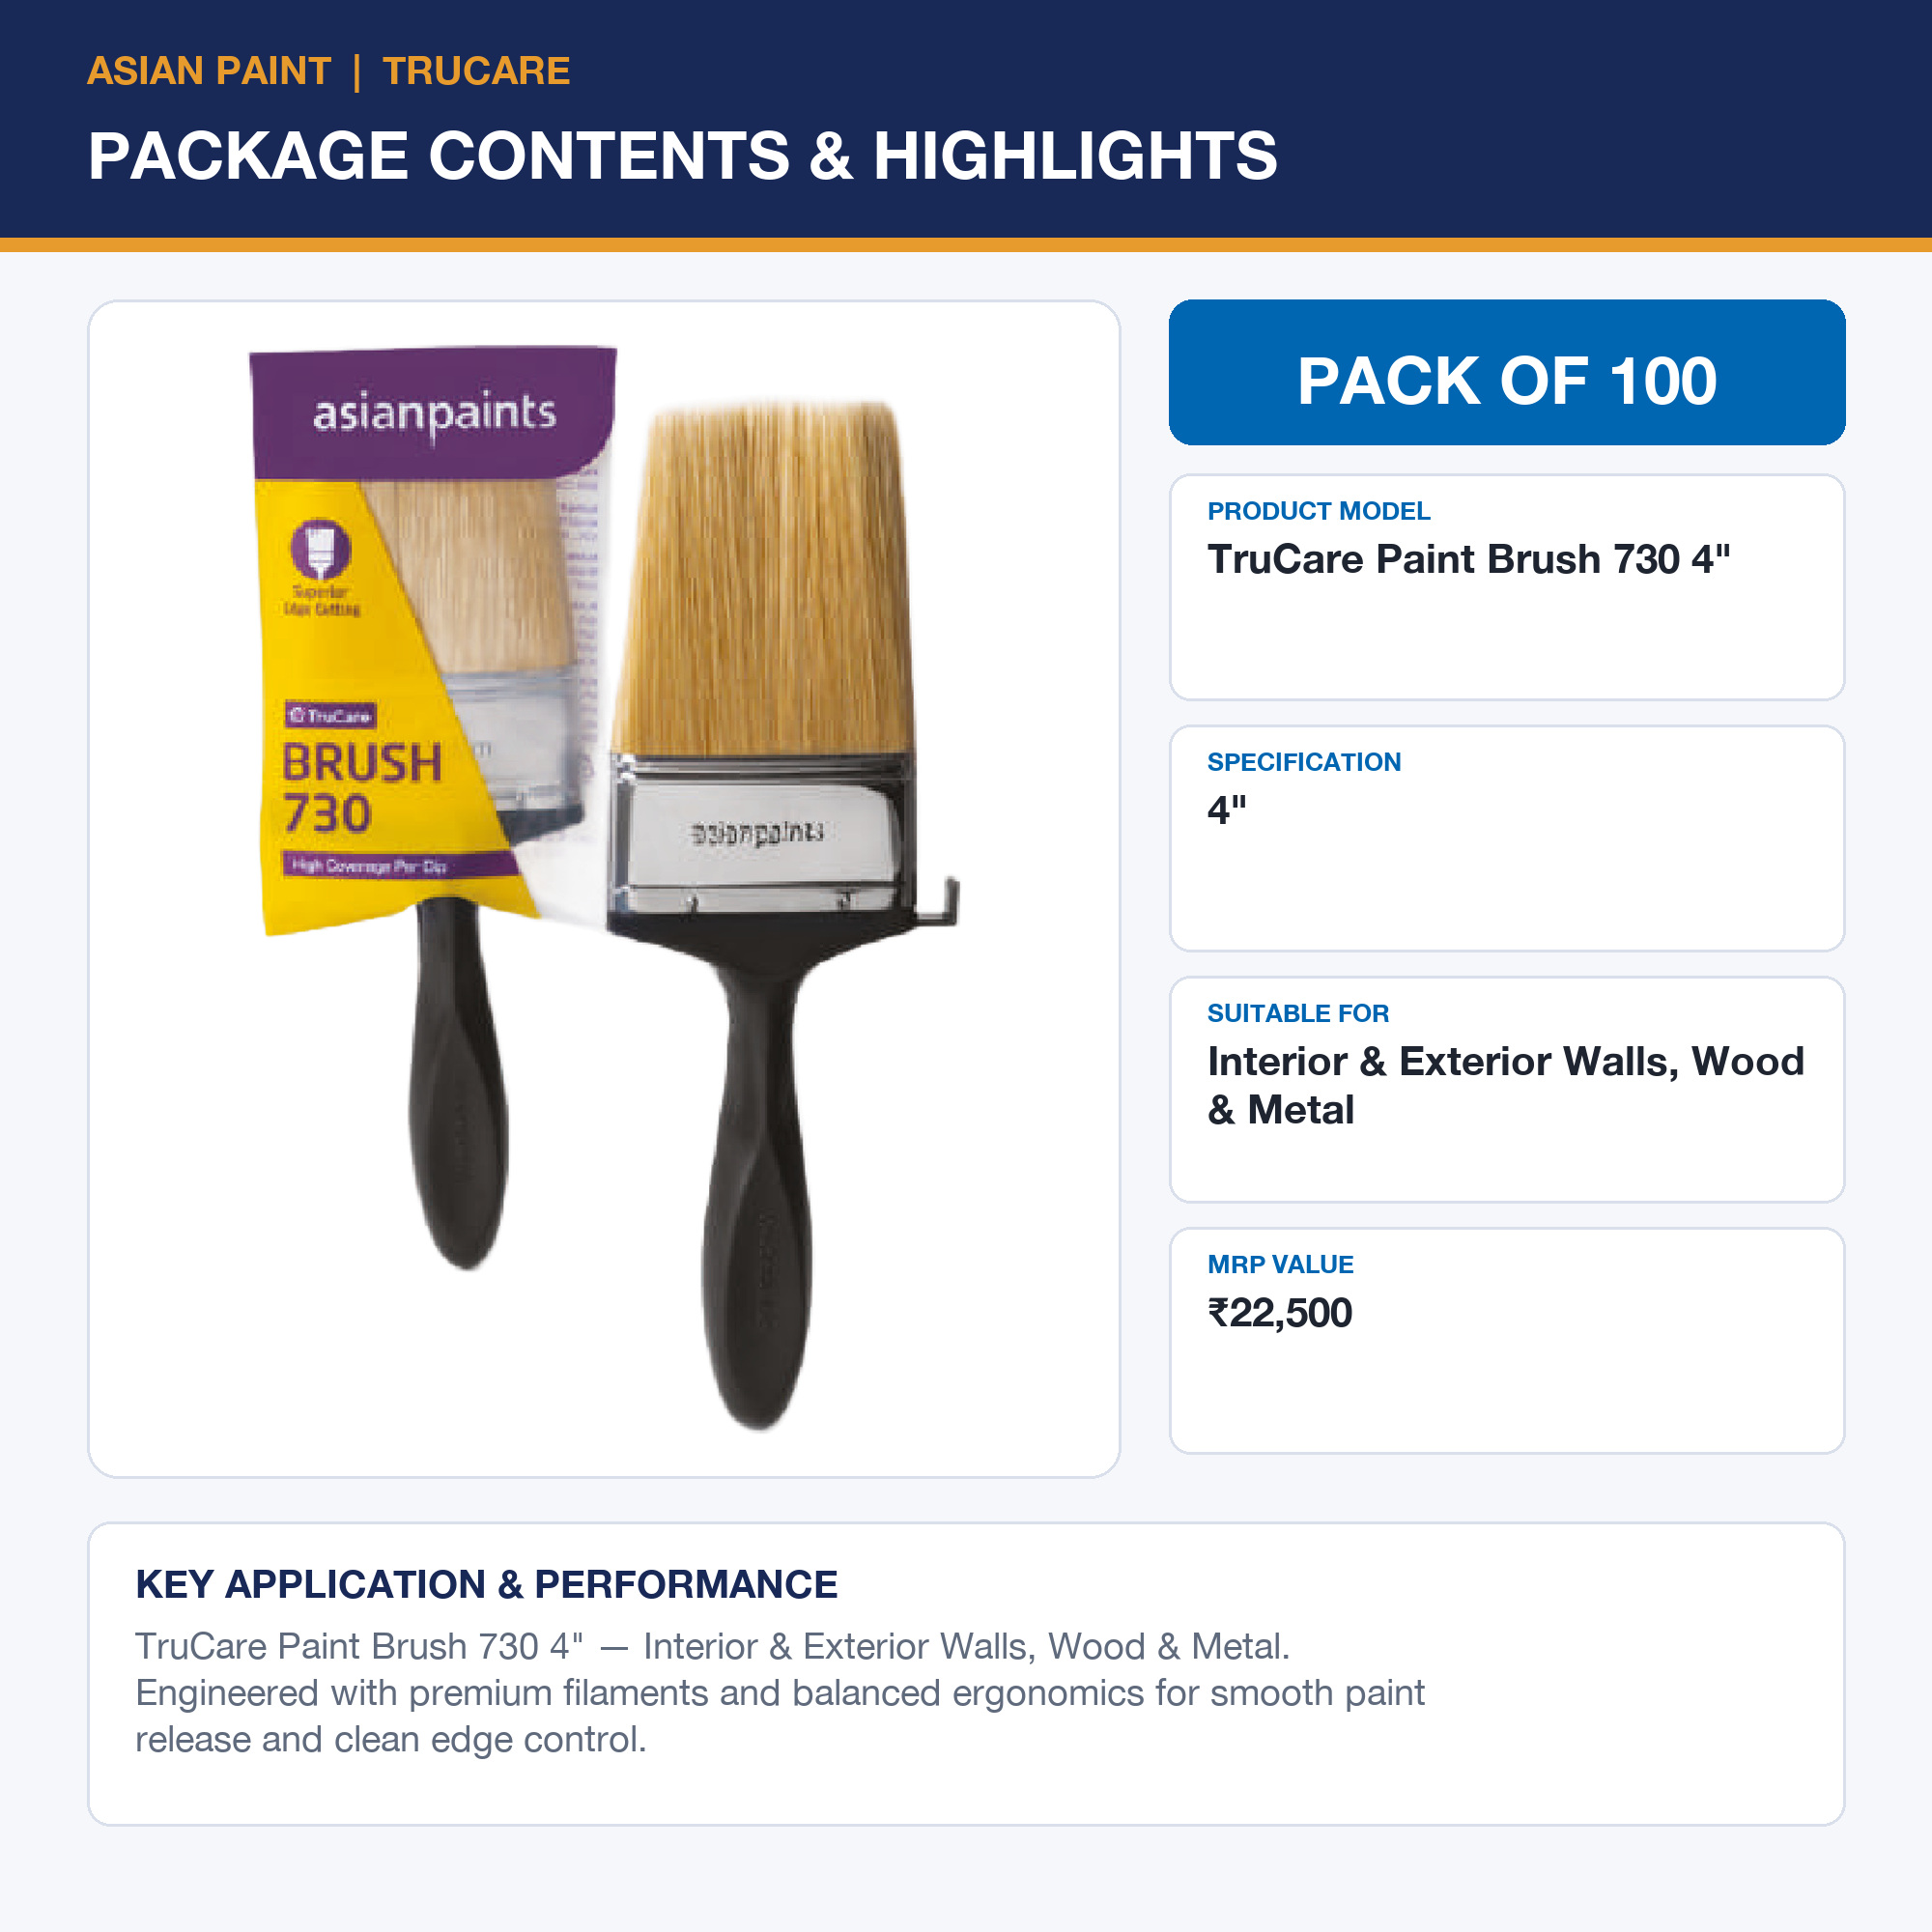 ASIAN PAINT | TRUCARE
PACKAGE CONTENTS & HIGHLIGHTS
asianpaints
Superior
Edge Cutting
TruCare
BRUSH
730
High Coverage Per Dip
asianpaints
PACK OF 100
PRODUCT MODEL
TruCare Paint Brush 730 4"
SPECIFICATION
4"
SUITABLE FOR
Interior & Exterior Walls, Wood
& Metal
MRP VALUE
₹22,500
KEY APPLICATION & PERFORMANCE
TruCare Paint Brush 730 4" — Interior & Exterior Walls, Wood & Metal.
Engineered with premium filaments and balanced ergonomics for smooth paint
release and clean edge control.